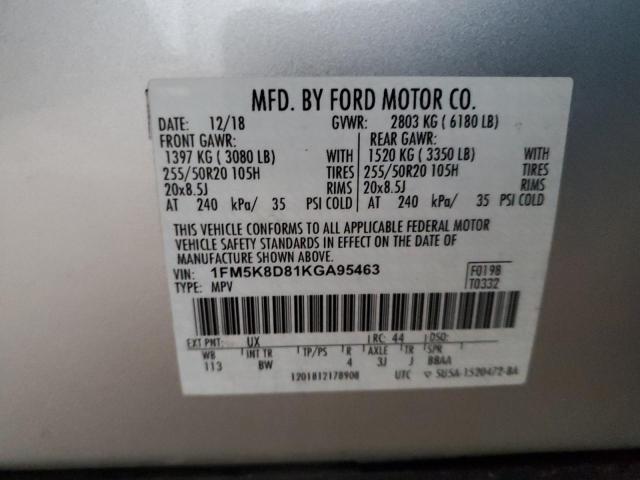 MFD. BY FORD MOTOR CO.
DATE: 12/18 GVWR: 2803 KG ( 6180 LB)
FRONT GAWR: REAR GAWR:
1397 KG ( 3080 LB) WITH 1520 KG ( 3350 LB) WITH
255/50R20 105H TIRES 255/50R20 105H TIRES
20x8.5J RIMS 20x8.5J RIMS
AT 240 kPa/ 35 PSI COLD AT 240 kPa/ 35 PSI COLD
THIS VEHICLE CONFORMS TO ALL APPLICABLE FEDERAL MOTOR
VEHICLE SAFETY STANDARDS IN EFFECT ON THE DATE OF
MANUFACTURE SHOWN ABOVE.
VIN: 1FM5K8D81KGA95463 F0198
TYPE: MPV T0332
EXT PNT: UX RC: 44 DSO:
WB INT TR TP/PS R AXLE TR SPR
113 BW 4 3J J BBAA
1201812178908 UTC ▽ 5U5A-1520472-BA